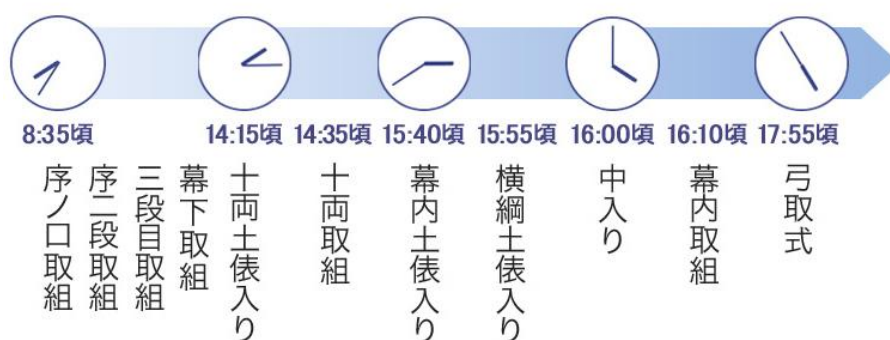 8:35頃
14:15頃
14:35頃
15:40頃
15:55頃
16:00頃
16:10頃
17:55頃
序ノ口取組
序二段取組
三段目取組
幕下取組
十両土俵入り
十両取組
幕内土俵入り
横綱土俵入り
中入り
幕内取組
弓取式